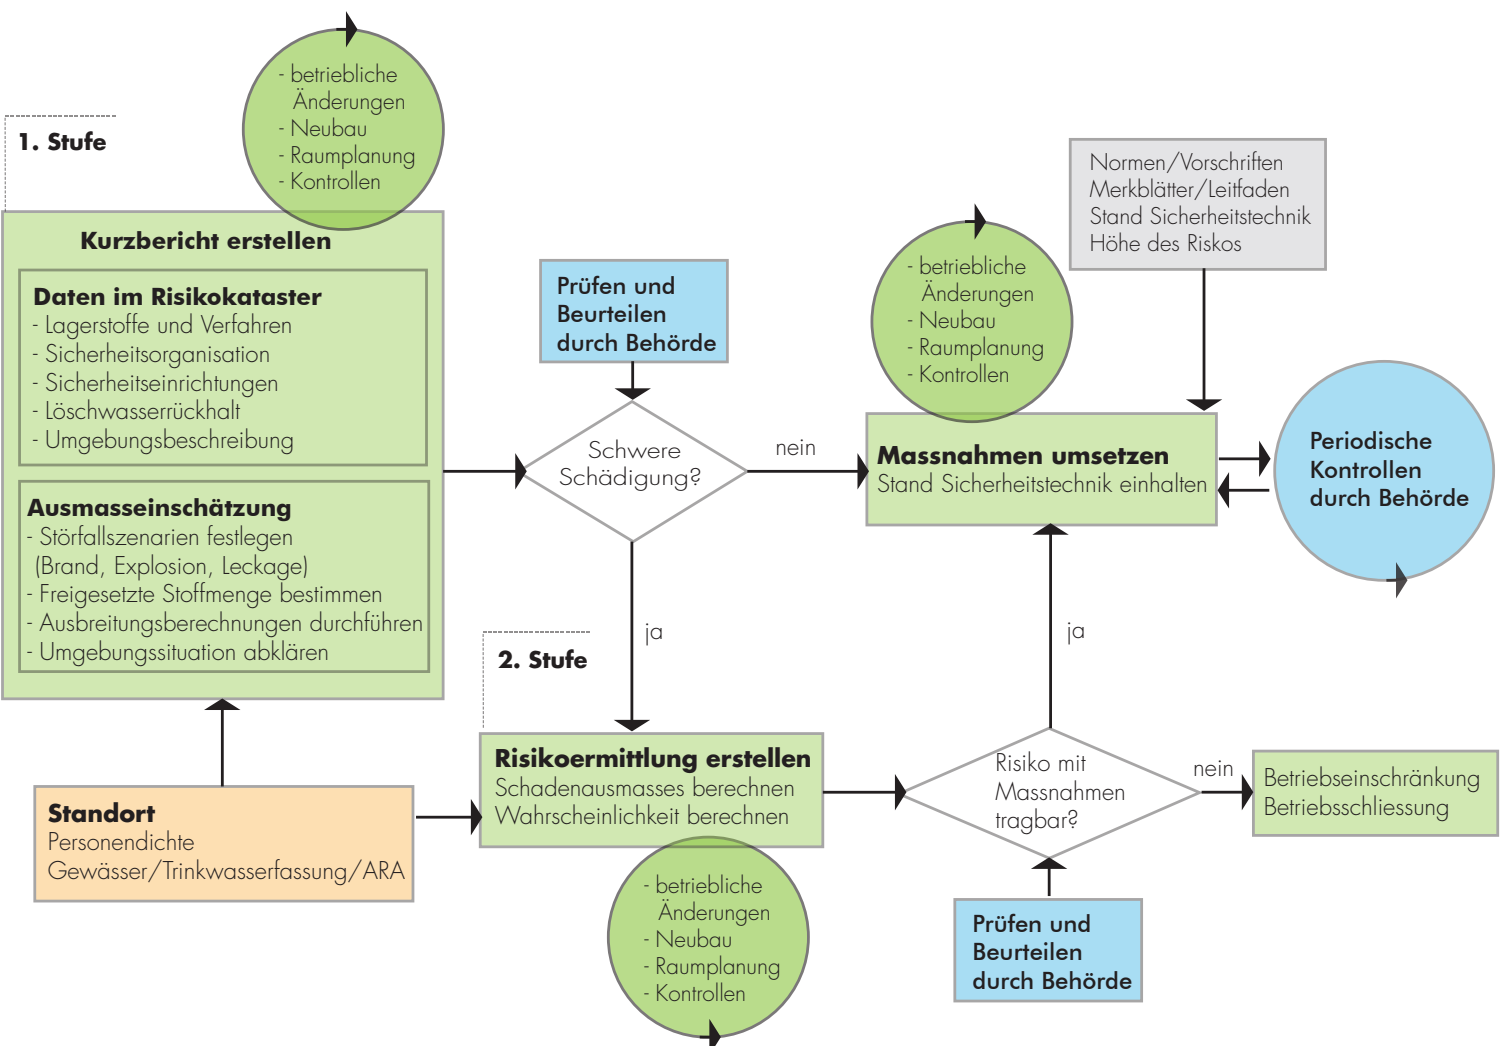 - betriebliche
Änderungen
- Neubau
- Raumplanung
- Kontrollen
1. Stufe
Kurzbericht erstellen
Daten im Risikokataster
- Lagerstoffe und Verfahren
- Sicherheitsorganisation
- Sicherheitseinrichtungen
- Löschwasserrückhalt
- Umgebungsbeschreibung
Ausmasseinschätzung
- Störfallszenarien festlegen
(Brand, Explosion, Leckage)
- Freigesetzte Stoffmenge bestimmen
- Ausbreitungsberechnungen durchführen
- Umgebungssituation abklären
Standort
Personendichte
Gewässer/Trinkwasserfassung/ARA
Prüfen und
Beurteilen
durch Behörde
Schwere
Schädigung?
nein
ja
2. Stufe
Risikoermittlung erstellen
Schadenausmasses berechnen
Wahrscheinlichkeit berechnen
- betriebliche
Änderungen
- Neubau
- Raumplanung
- Kontrollen
- betriebliche
Änderungen
- Neubau
- Raumplanung
- Kontrollen
Normen/Vorschriften
Merkblätter/Leitfaden
Stand Sicherheitstechnik
Höhe des Riskos
Massnahmen umsetzen
Stand Sicherheitstechnik einhalten
Periodische
Kontrollen
durch Behörde
ja
Risiko mit
Massnahmen
tragbar?
nein
Betriebseinschränkung
Betriebsschliessung
Prüfen und
Beurteilen
durch Behörde